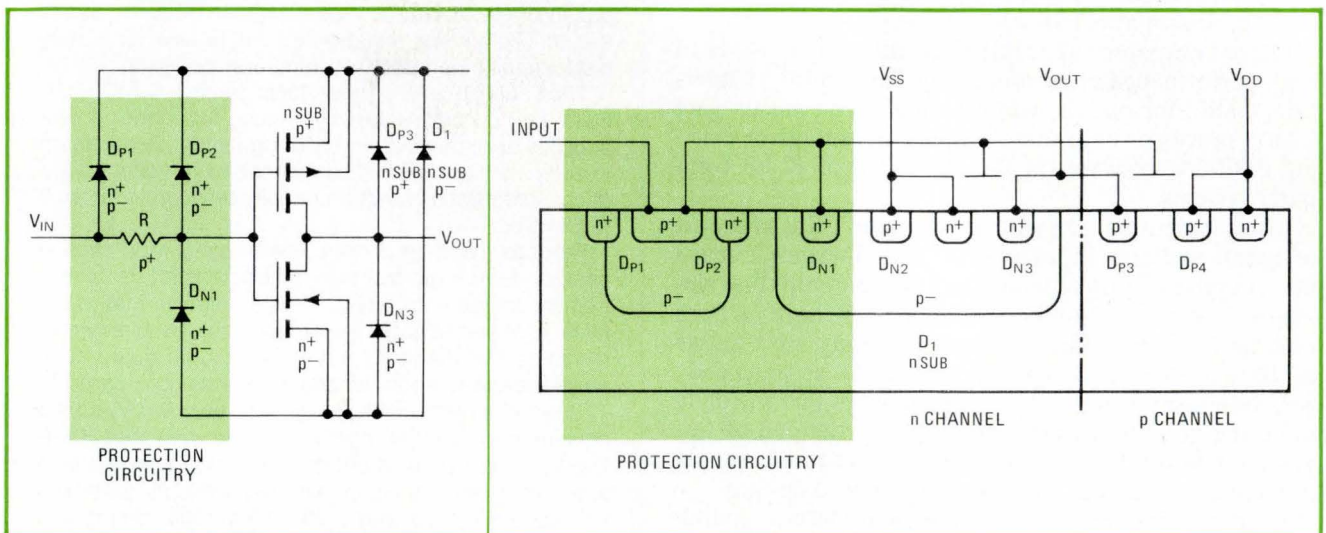 DP1
n+
p−
DP2
n+
p−
VIN
R
p+
DN1
n+
p−
n SUB
p+
n+
p−
DP3
n SUB
p+
D1
n SUB
p−
VOUT
DN3
n+
p−
PROTECTION
CIRCUITRY
INPUT
VSS
VOUT
VDD
n+
p+
n+
n+
p+
n+
n+
p+
p+
n+
DP1
DP2
DN1
DN2
DN3
DP3
DP4
p−
p−
D1
n SUB
n CHANNEL
p CHANNEL
PROTECTION CIRCUITRY